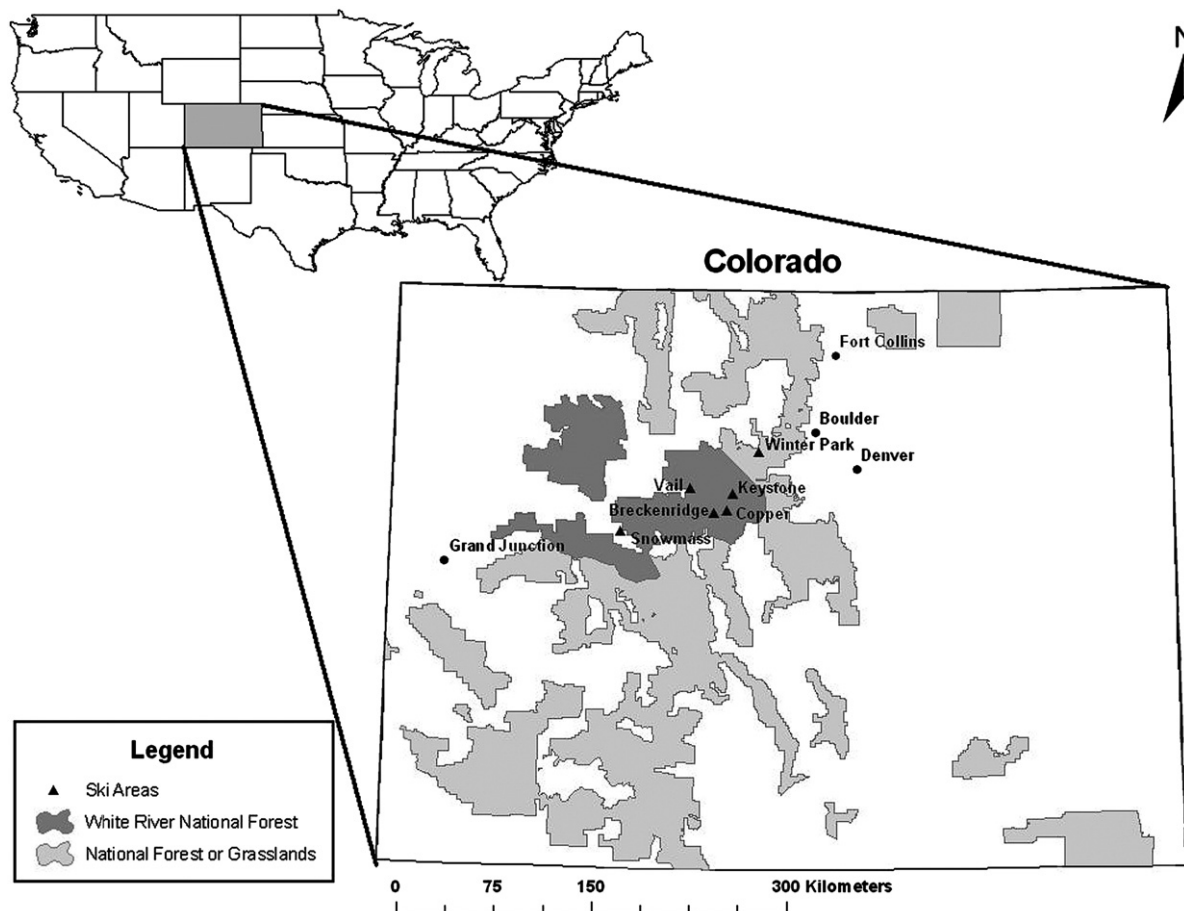 N
Colorado
Fort Collins
Boulder
Winter Park
Denver
Vail
Keystone
Breckenridge
Copper
Snowmass
Grand Junction
Legend
Ski Areas
White River National Forest
National Forest or Grasslands
0 75 150 300 Kilometers